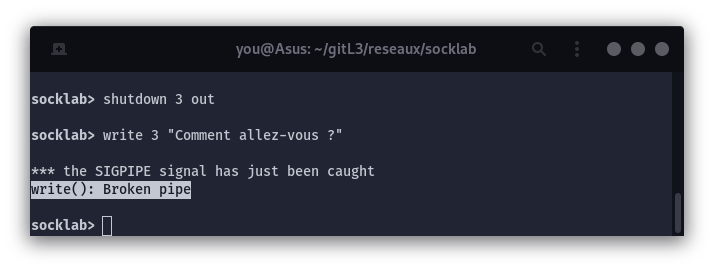 you@Asus: ~/gitL3/reseaux/socklab
socklab> shutdown 3 out
socklab> write 3 "Comment allez-vous ?"
*** the SIGPIPE signal has just been caught
write(): Broken pipe
socklab>